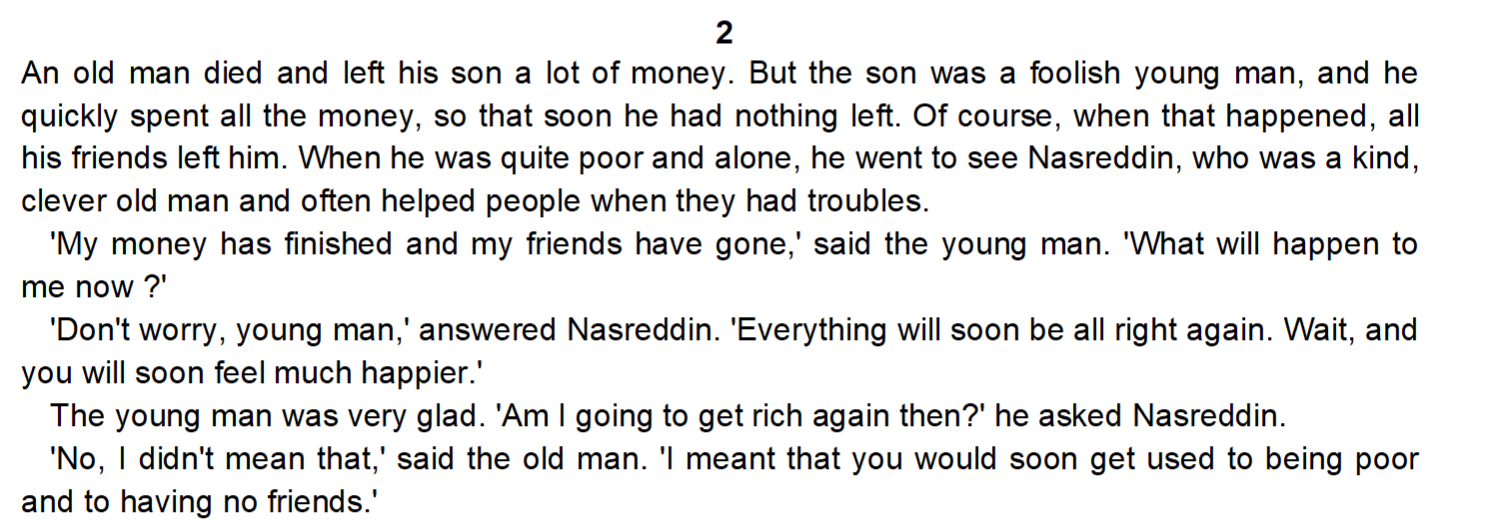 2
An old man died and left his son a lot of money. But the son was a foolish young man, and he
quickly spent all the money, so that soon he had nothing left. Of course, when that happened, all
his friends left him. When he was quite poor and alone, he went to see Nasreddin, who was a kind,
clever old man and often helped people when they had troubles.
'My money has finished and my friends have gone,' said the young man. 'What will happen to
me now ?'
'Don't worry, young man,' answered Nasreddin. 'Everything will soon be all right again. Wait, and
you will soon feel much happier.'
The young man was very glad. 'Am I going to get rich again then?' he asked Nasreddin.
'No, I didn't mean that,' said the old man. 'I meant that you would soon get used to being poor
and to having no friends.'